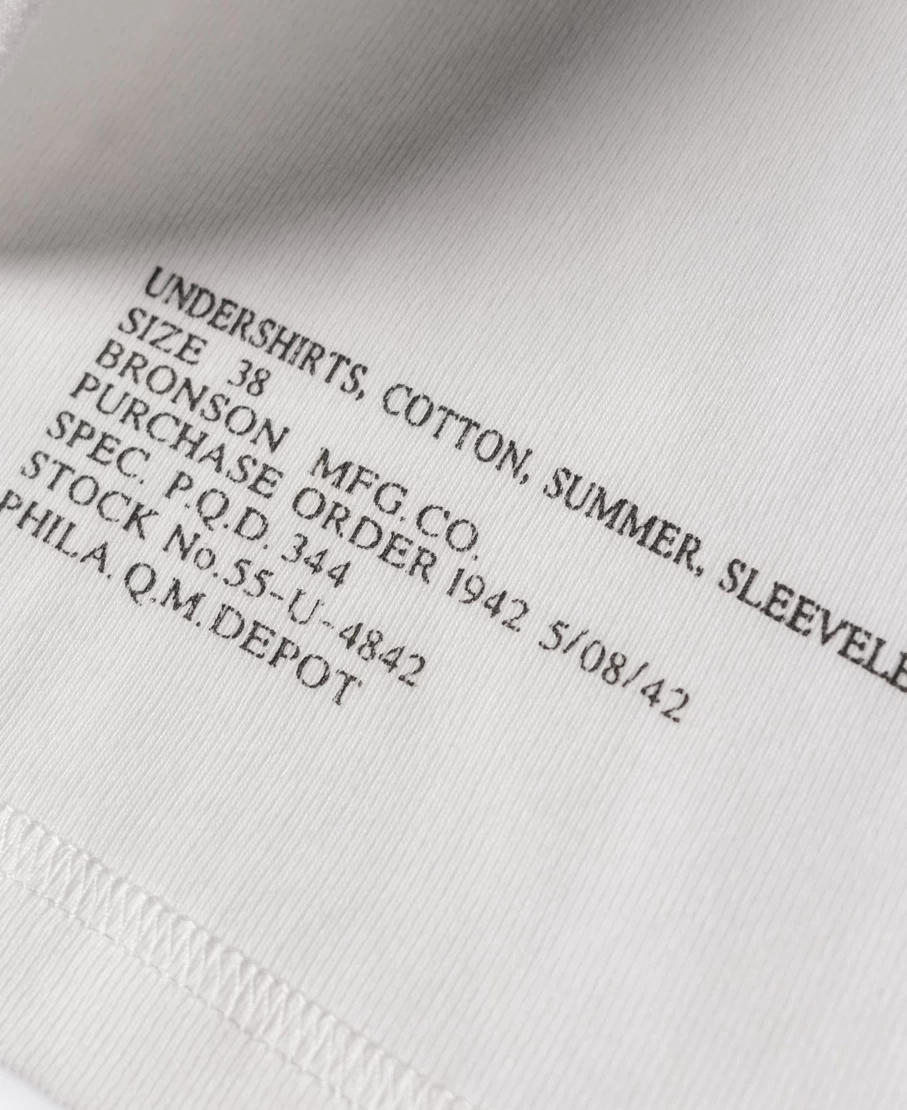 UNDERSHIRTS, COTTON, SUMMER, SLEEVELE
SIZE 38
BRONSON MFG.CO.
PURCHASE ORDER 1942 5/08/42
SPEC. P.Q.D. 344
STOCK No.55-U-4842
PHILA.Q.M.DEPOT